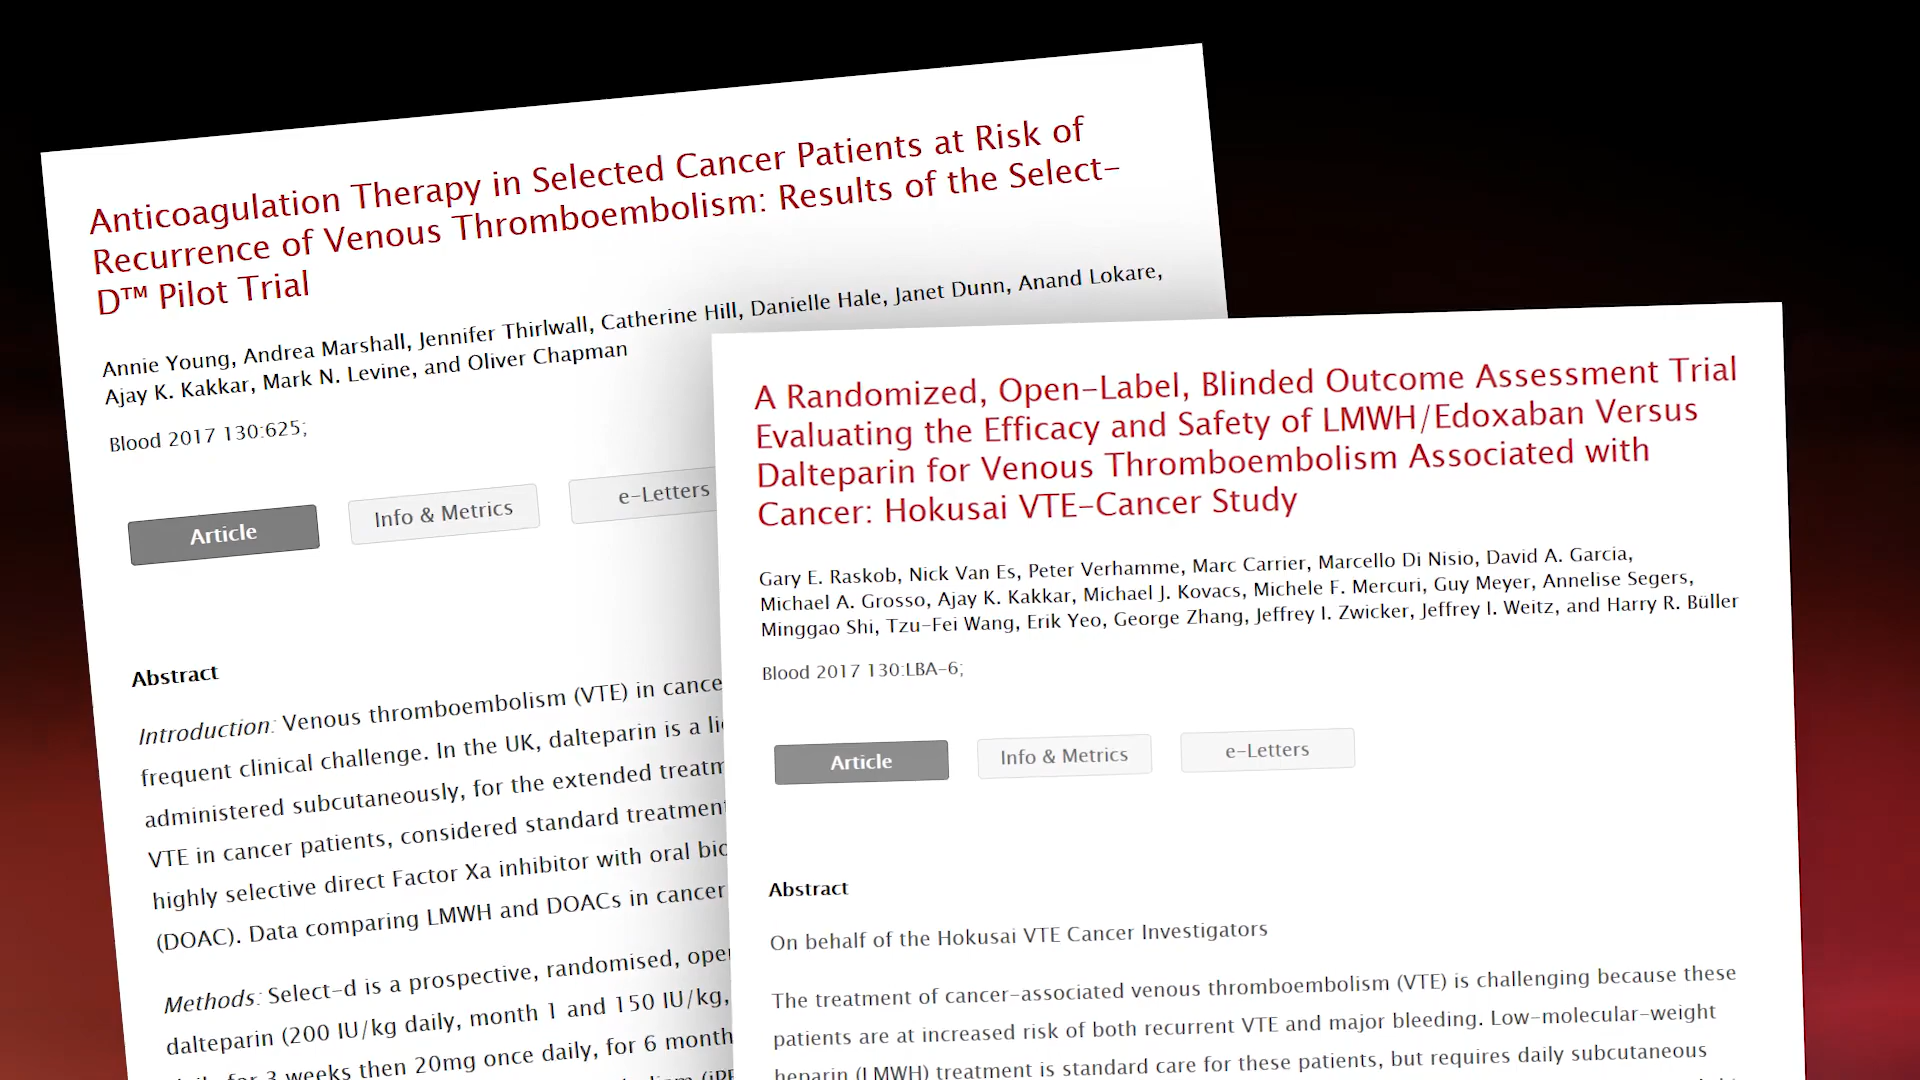 Anticoagulation Therapy in Selected Cancer Patients at Risk of
Recurrence of Venous Thromboembolism: Results of the Select-
D™ Pilot Trial
Annie Young, Andrea Marshall, Jennifer Thirlwall, Catherine Hill, Danielle Hale, Janet Dunn, Anand Lokare,
Ajay K. Kakkar, Mark N. Levine, and Oliver Chapman
Blood 2017 130:625;
Article
Info & Metrics
e-Letters
Abstract
Introduction: Venous thromboembolism (VTE) in cance
frequent clinical challenge. In the UK, dalteparin is a
administered subcutaneously, for the extended treatm
VTE in cancer patients, considered standard treatment
highly selective direct Factor Xa inhibitor with oral bio
(DOAC). Data comparing LMWH and DOACs in cancer
Methods: Select-d is a prospective, randomised, ope
dalteparin (200 IU/kg daily, month 1 and 150 IU/kg,
for 3 weeks then 20mg once daily, for 6 month
A Randomized, Open-Label, Blinded Outcome Assessment Trial
Evaluating the Efficacy and Safety of LMWH/Edoxaban Versus
Dalteparin for Venous Thromboembolism Associated with
Cancer: Hokusai VTE-Cancer Study
Gary E. Raskob, Nick Van Es, Peter Verhamme, Marc Carrier, Marcello Di Nisio, David A. Garcia,
Michael A. Grosso, Ajay K. Kakkar, Michael J. Kovacs, Michele F. Mercuri, Guy Meyer, Annelise Segers,
Minggao Shi, Tzu-Fei Wang, Erik Yeo, George Zhang, Jeffrey I. Zwicker, Jeffrey I. Weitz, and Harry R. Büller
Blood 2017 130:LBA-6;
Article
Info & Metrics
e-Letters
Abstract
On behalf of the Hokusai VTE Cancer Investigators
The treatment of cancer-associated venous thromboembolism (VTE) is challenging because these
patients are at increased risk of both recurrent VTE and major bleeding. Low-molecular-weight
heparin (LMWH) treatment is standard care for these patients, but requires daily subcutaneous